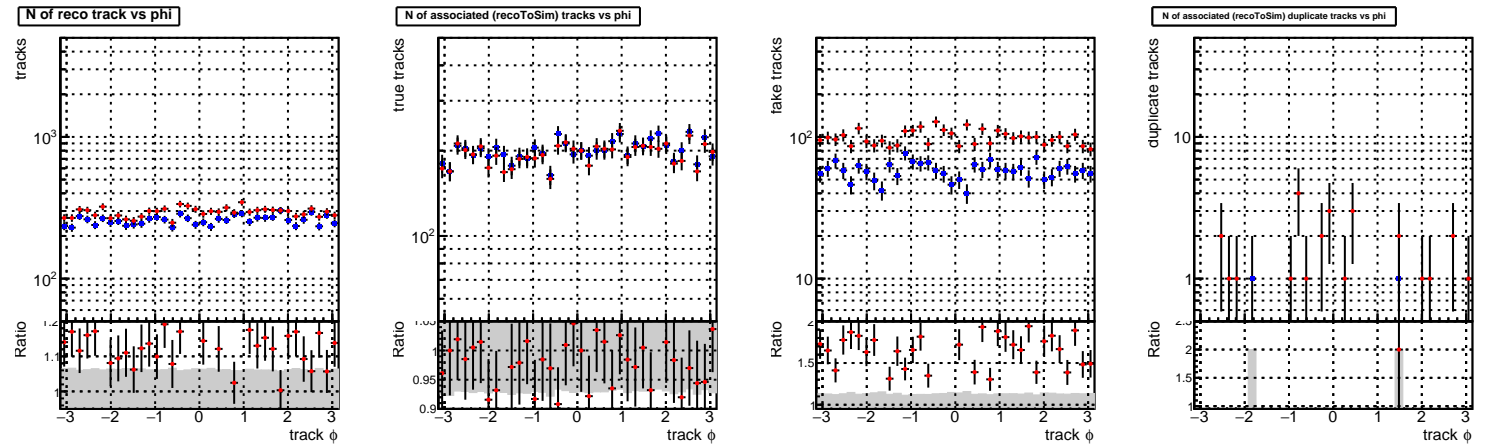 N of reco track vs phi
tracks
10³
10²
Ratio
1.2
1.1
1
−3 −2 −1 0 1 2 3
track ϕ
N of associated (recoToSim) tracks vs phi
true tracks
10²
Ratio
1.05
1.0
0.95
0.9
−3 −2 −1 0 1 2 3
track ϕ
fake tracks
10²
10
Ratio
2
1.5
1
−3 −2 −1 0 1 2 3
track ϕ
N of associated (recoToSim) duplicate tracks vs phi
duplicate tracks
10
1
Ratio
2.5
2
1.5
1
−3 −2 −1 0 1 2 3
track ϕ